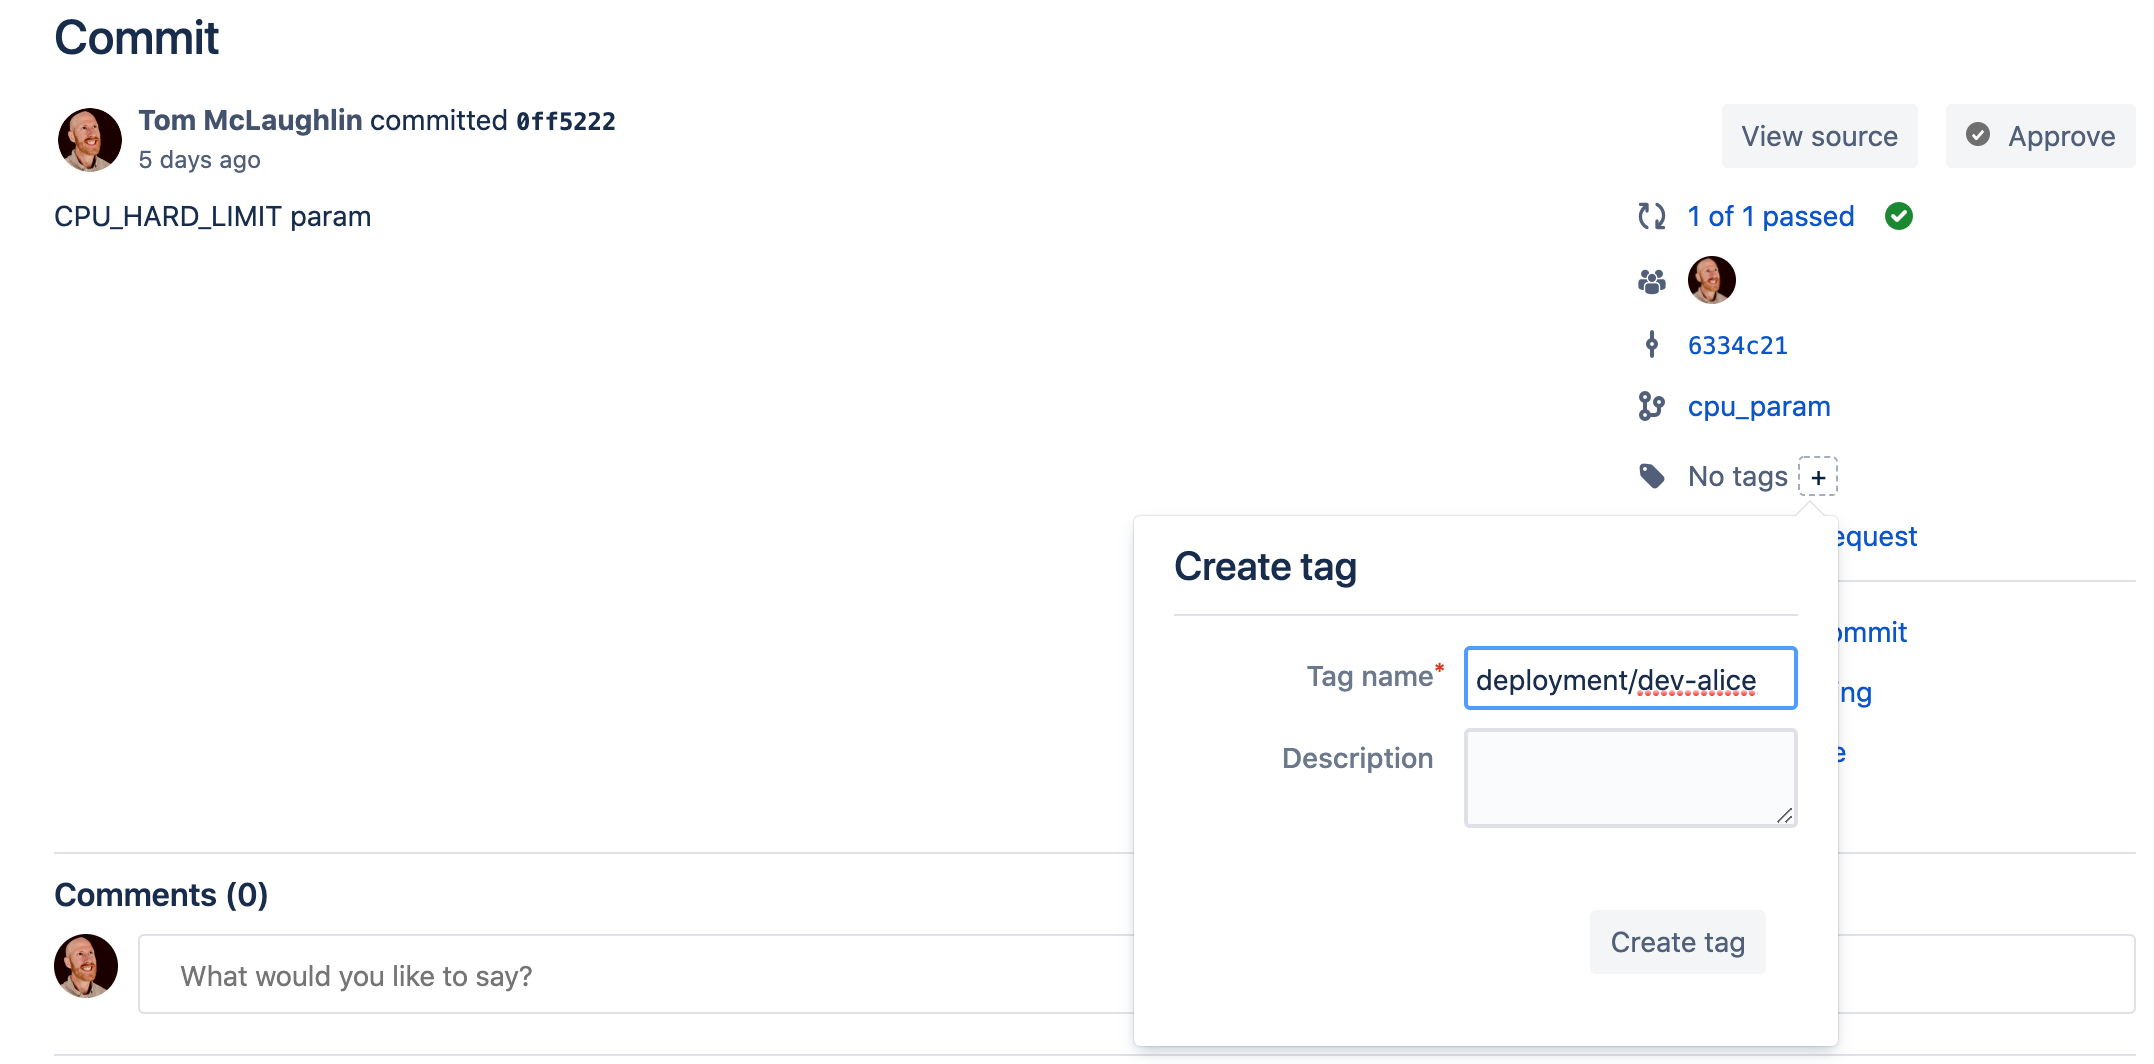 Commit
Tom McLaughlin committed 0ff5222
5 days ago
View source
Approve
CPU_HARD_LIMIT param
1 of 1 passed
6334c21
cpu_param
No tags +
equest
Create tag
ommit
Tag name*
deployment/dev-alice
ng
Description
e
Comments (0)
Create tag
What would you like to say?